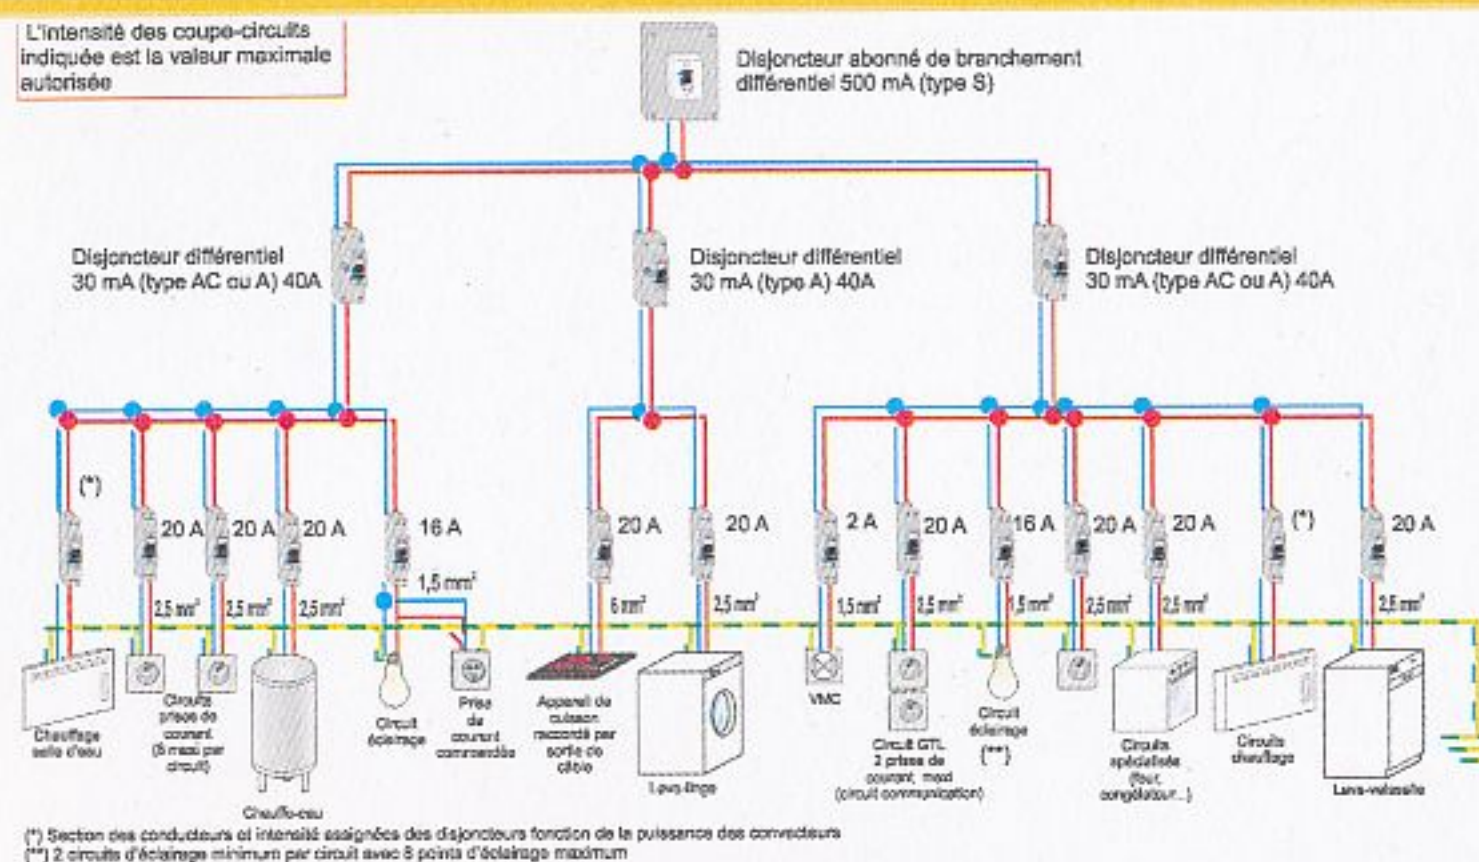 L'intensité des coupe-circuits
indiquée est la valeur maximale
autorisée
Disjoncteur abonné de branchement
différentiel 500 mA (type S)
Disjoncteur différentiel
30 mA (type AC ou A) 40A
Disjoncteur différentiel
30 mA (type A) 40A
Disjoncteur différentiel
30 mA (type AC ou A) 40A
(*)
20 A
20 A
20 A
16 A
20 A
20 A
2 A
20 A
16 A
20 A
20 A
(*)
20 A
1,5 mm²
2,5 mm²
2,5 mm²
2,5 mm²
6 mm²
2,5 mm²
1,5 mm²
2,5 mm²
1,5 mm²
2,5 mm²
2,5 mm²
2,5 mm²
Chauffage
salle d'eau
Circuits
prises de
courant
(8 maxi par
circuit)
Chauffe-eau
Circuit
éclairage
Prise
de
courant
commandée
Appareil de
cuisson
raccordé par
sortie de
câble
Lave-linge
VMC
Circuit GTL
2 prises de
courant, maxi
(circuit communication)
Circuit
éclairage
(**)
Circuits
spécialisés
(four,
congélateur...)
Circuits
chauffage
Lave-vaisselle
(*) Section des conducteurs et intensité assignées des disjoncteurs fonction de la puissance des convecteurs
(**) 2 circuits d'éclairage minimum par circuit avec 8 points d'éclairage maximum